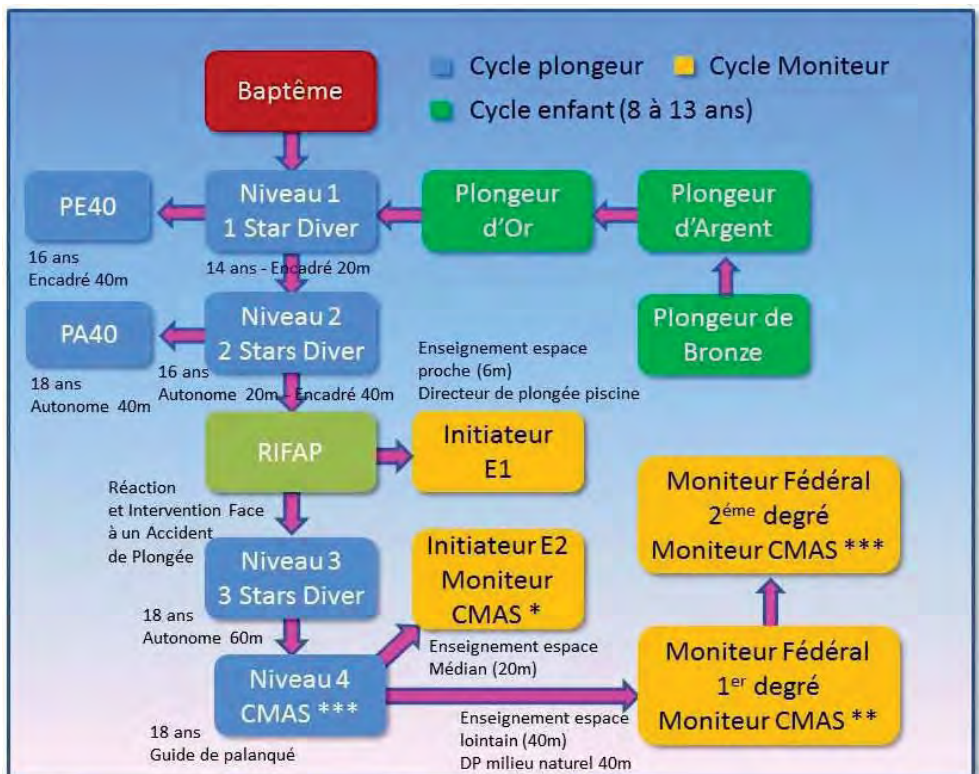 Cycle plongeur
Cycle Moniteur
Cycle enfant (8 à 13 ans)
Baptême
PE40
16 ans
Encadré 40m
Niveau 1
1 Star Diver
14 ans - Encadré 20m
Plongeur
d'Or
Plongeur
d'Argent
Plongeur de
Bronze
PA40
18 ans
Autonome 40m
Niveau 2
2 Stars Diver
16 ans
Autonome 20m - Encadré 40m
Enseignement espace
proche (6m)
Directeur de plongée piscine
RIFAP
Réaction
et Intervention Face
à un Accident
de Plongée
Initiateur
E1
Niveau 3
3 Stars Diver
18 ans
Autonome 60m
Initiateur E2
Moniteur
CMAS *
Enseignement espace
Médian (20m)
Moniteur Fédéral
2éme degré
Moniteur CMAS ***
Niveau 4
CMAS ***
18 ans
Guide de palanqué
Enseignement espace
lointain (40m)
DP milieu naturel 40m
Moniteur Fédéral
1er degré
Moniteur CMAS **